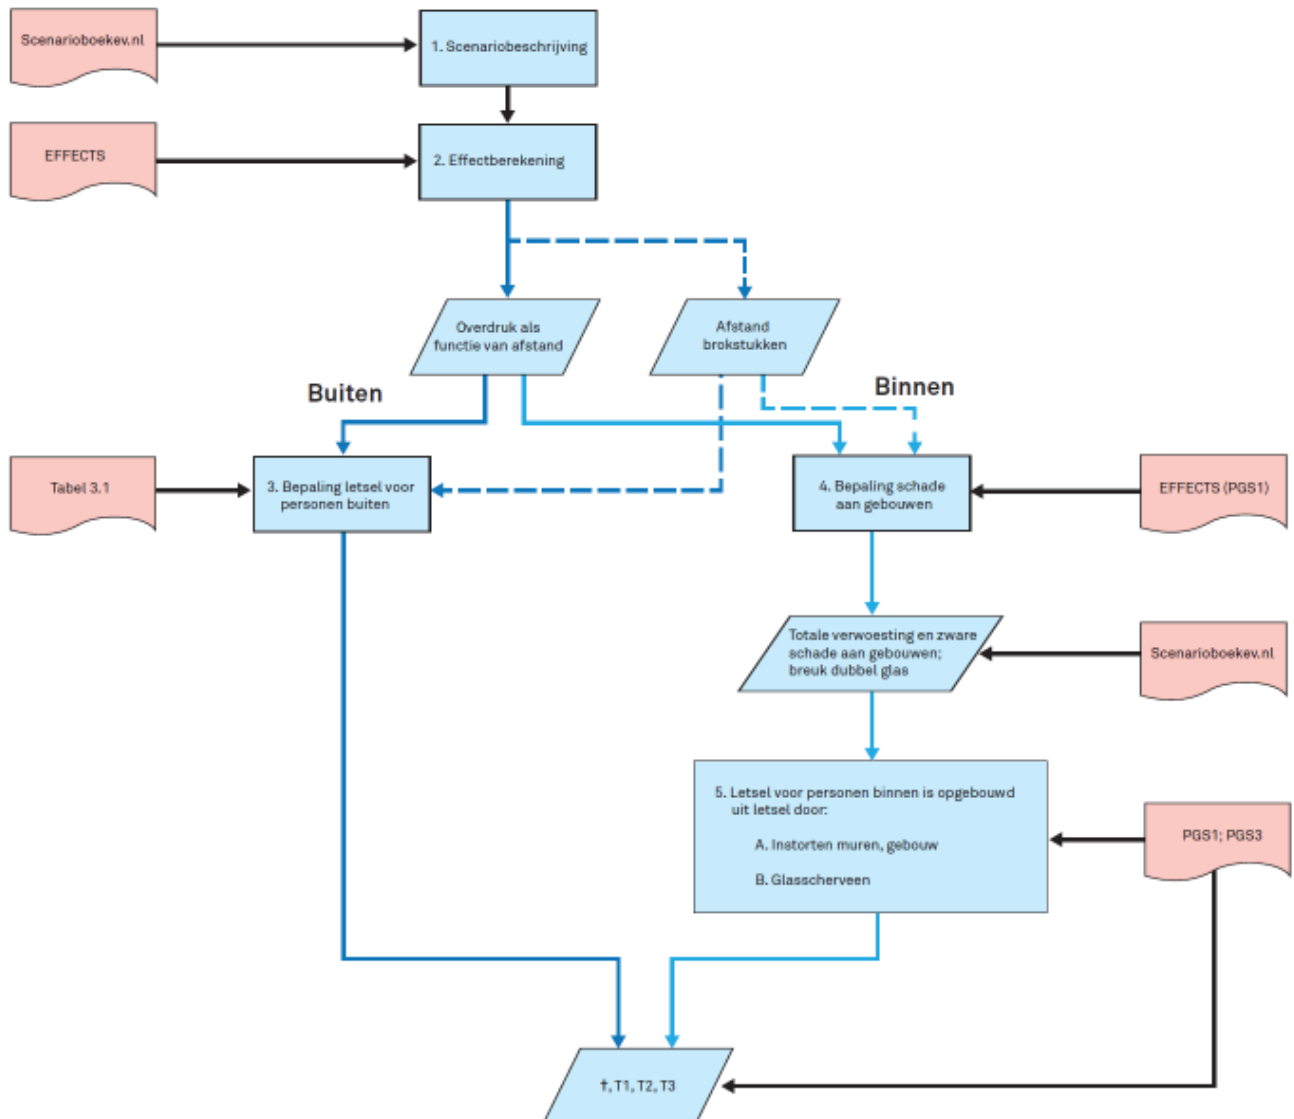 Scenarioboekev.nl
1. Scenariobeschrijving
EFFECTS
2. Effectberekening
Overdruk als
functie van afstand
Afstand
brokstukken
Buiten
Binnen
Tabel 3.1
3. Bepaling letsel voor
personen buiten
4. Bepaling schade
aan gebouwen
EFFECTS (PGS1)
Totale verwoesting en zware
schade aan gebouwen;
breuk dubbel glas
Scenarioboekev.nl
5. Letsel voor personen binnen is opgebouwd
uit letsel door:
A. Instorten muren, gebouw
B. Glasscherveen
PGS1; PGS3
†, T1, T2, T3